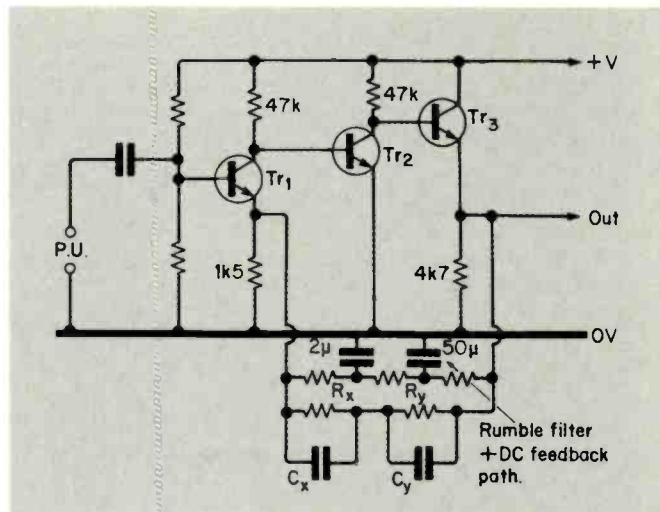 +V
47k
47k
Tr3
Tr2
Tr1
Out
P.U.
1k5
4k7
0V
2μ
50μ
Rx
Ry
Rumble filter
+DC feedback
path.
Cx
Cy